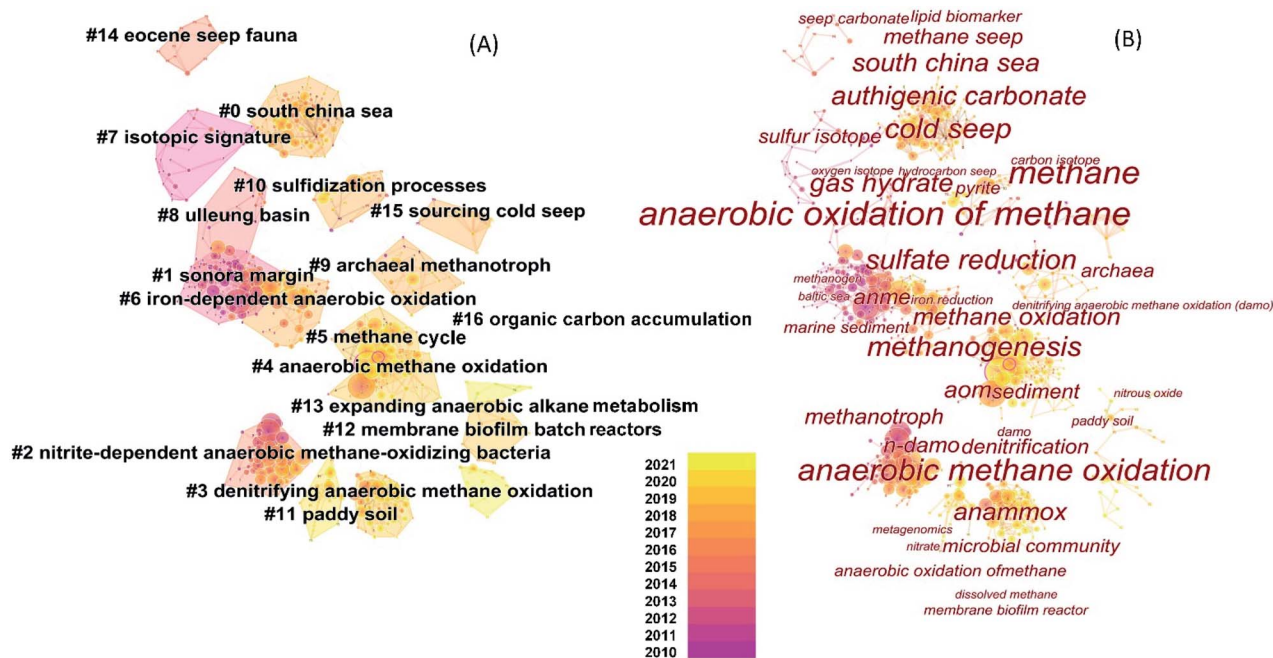 #14 eocene seep fauna
(A)
#0 south china sea
#7 isotopic signature
#10 sulfidization processes
#8 ulleung basin
#15 sourcing cold seep
#9 archaeal methanotroph
#1 sonora margin
#6 iron-dependent anaerobic oxidation
#16 organic carbon accumulation
#5 methane cycle
#4 anaerobic methane oxidation
#13 expanding anaerobic alkane metabolism
#12 membrane biofilm batch reactors
#2 nitrite-dependent anaerobic methane-oxidizing bacteria
#3 denitrifying anaerobic methane oxidation
#11 paddy soil
2021
2020
2019
2018
2017
2016
2015
2014
2013
2012
2011
2010
seep carbonate
lipid biomarker
methane seep
(B)
south china sea
authigenic carbonate
sulfur isotope
cold seep
carbon isotope
oxygen isotope
hydrocarbon seep
methane
gas hydrate
pyrite
anaerobic oxidation of methane
sulfate reduction
archaea
methanogen
baltic sea
anme
iron reduction
denitrifying anaerobic methane oxidation (damo)
marine sediment
methane oxidation
methanogenesis
aom
sediment
nitrous oxide
methanotroph
paddy soil
damo
n-damo
denitrification
anaerobic methane oxidation
anammox
metagenomics
nitrate
microbial community
anaerobic oxidation ofmethane
dissolved methane
membrane biofilm reactor